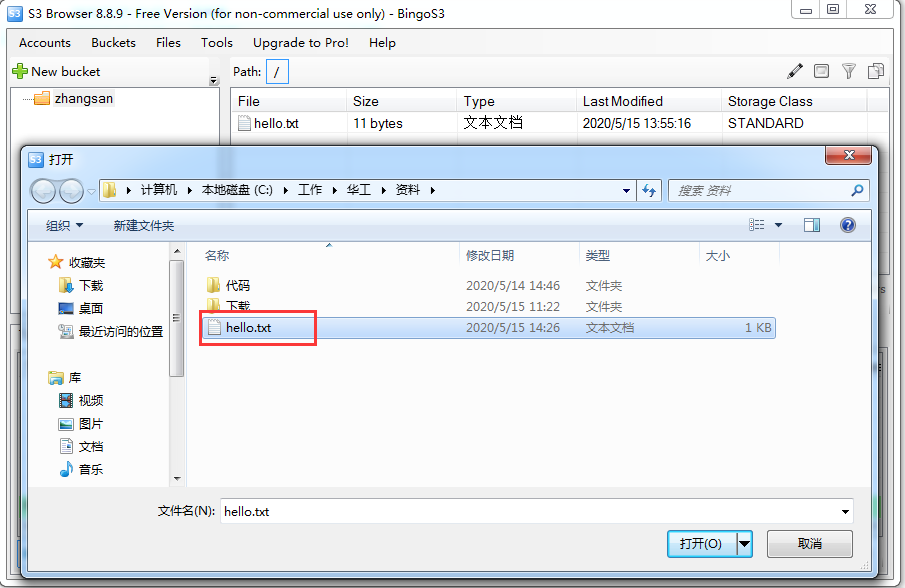 S3 Browser 8.8.9 - Free Version (for non-commercial use only) - BingoS3
Accounts Buckets Files Tools Upgrade to Pro! Help
New bucket Path: /
zhangsan File Size Type Last Modified Storage Class
hello.txt 11 bytes 文本文档 2020/5/15 13:55:16 STANDARD
S3 打开
计算机 本地磁盘 (C:) 工作 华工 资料 搜索 资料
组织 新建文件夹
名称 修改日期 类型 大小
收藏夹
下载
桌面
最近访问的位置
库
视频
图片
文档
音乐
代码 2020/5/14 14:46 文件夹
下载 2020/5/15 11:22 文件夹
hello.txt 2020/5/15 14:26 文本文档 1 KB
文件名(N): hello.txt
打开(O) 取消